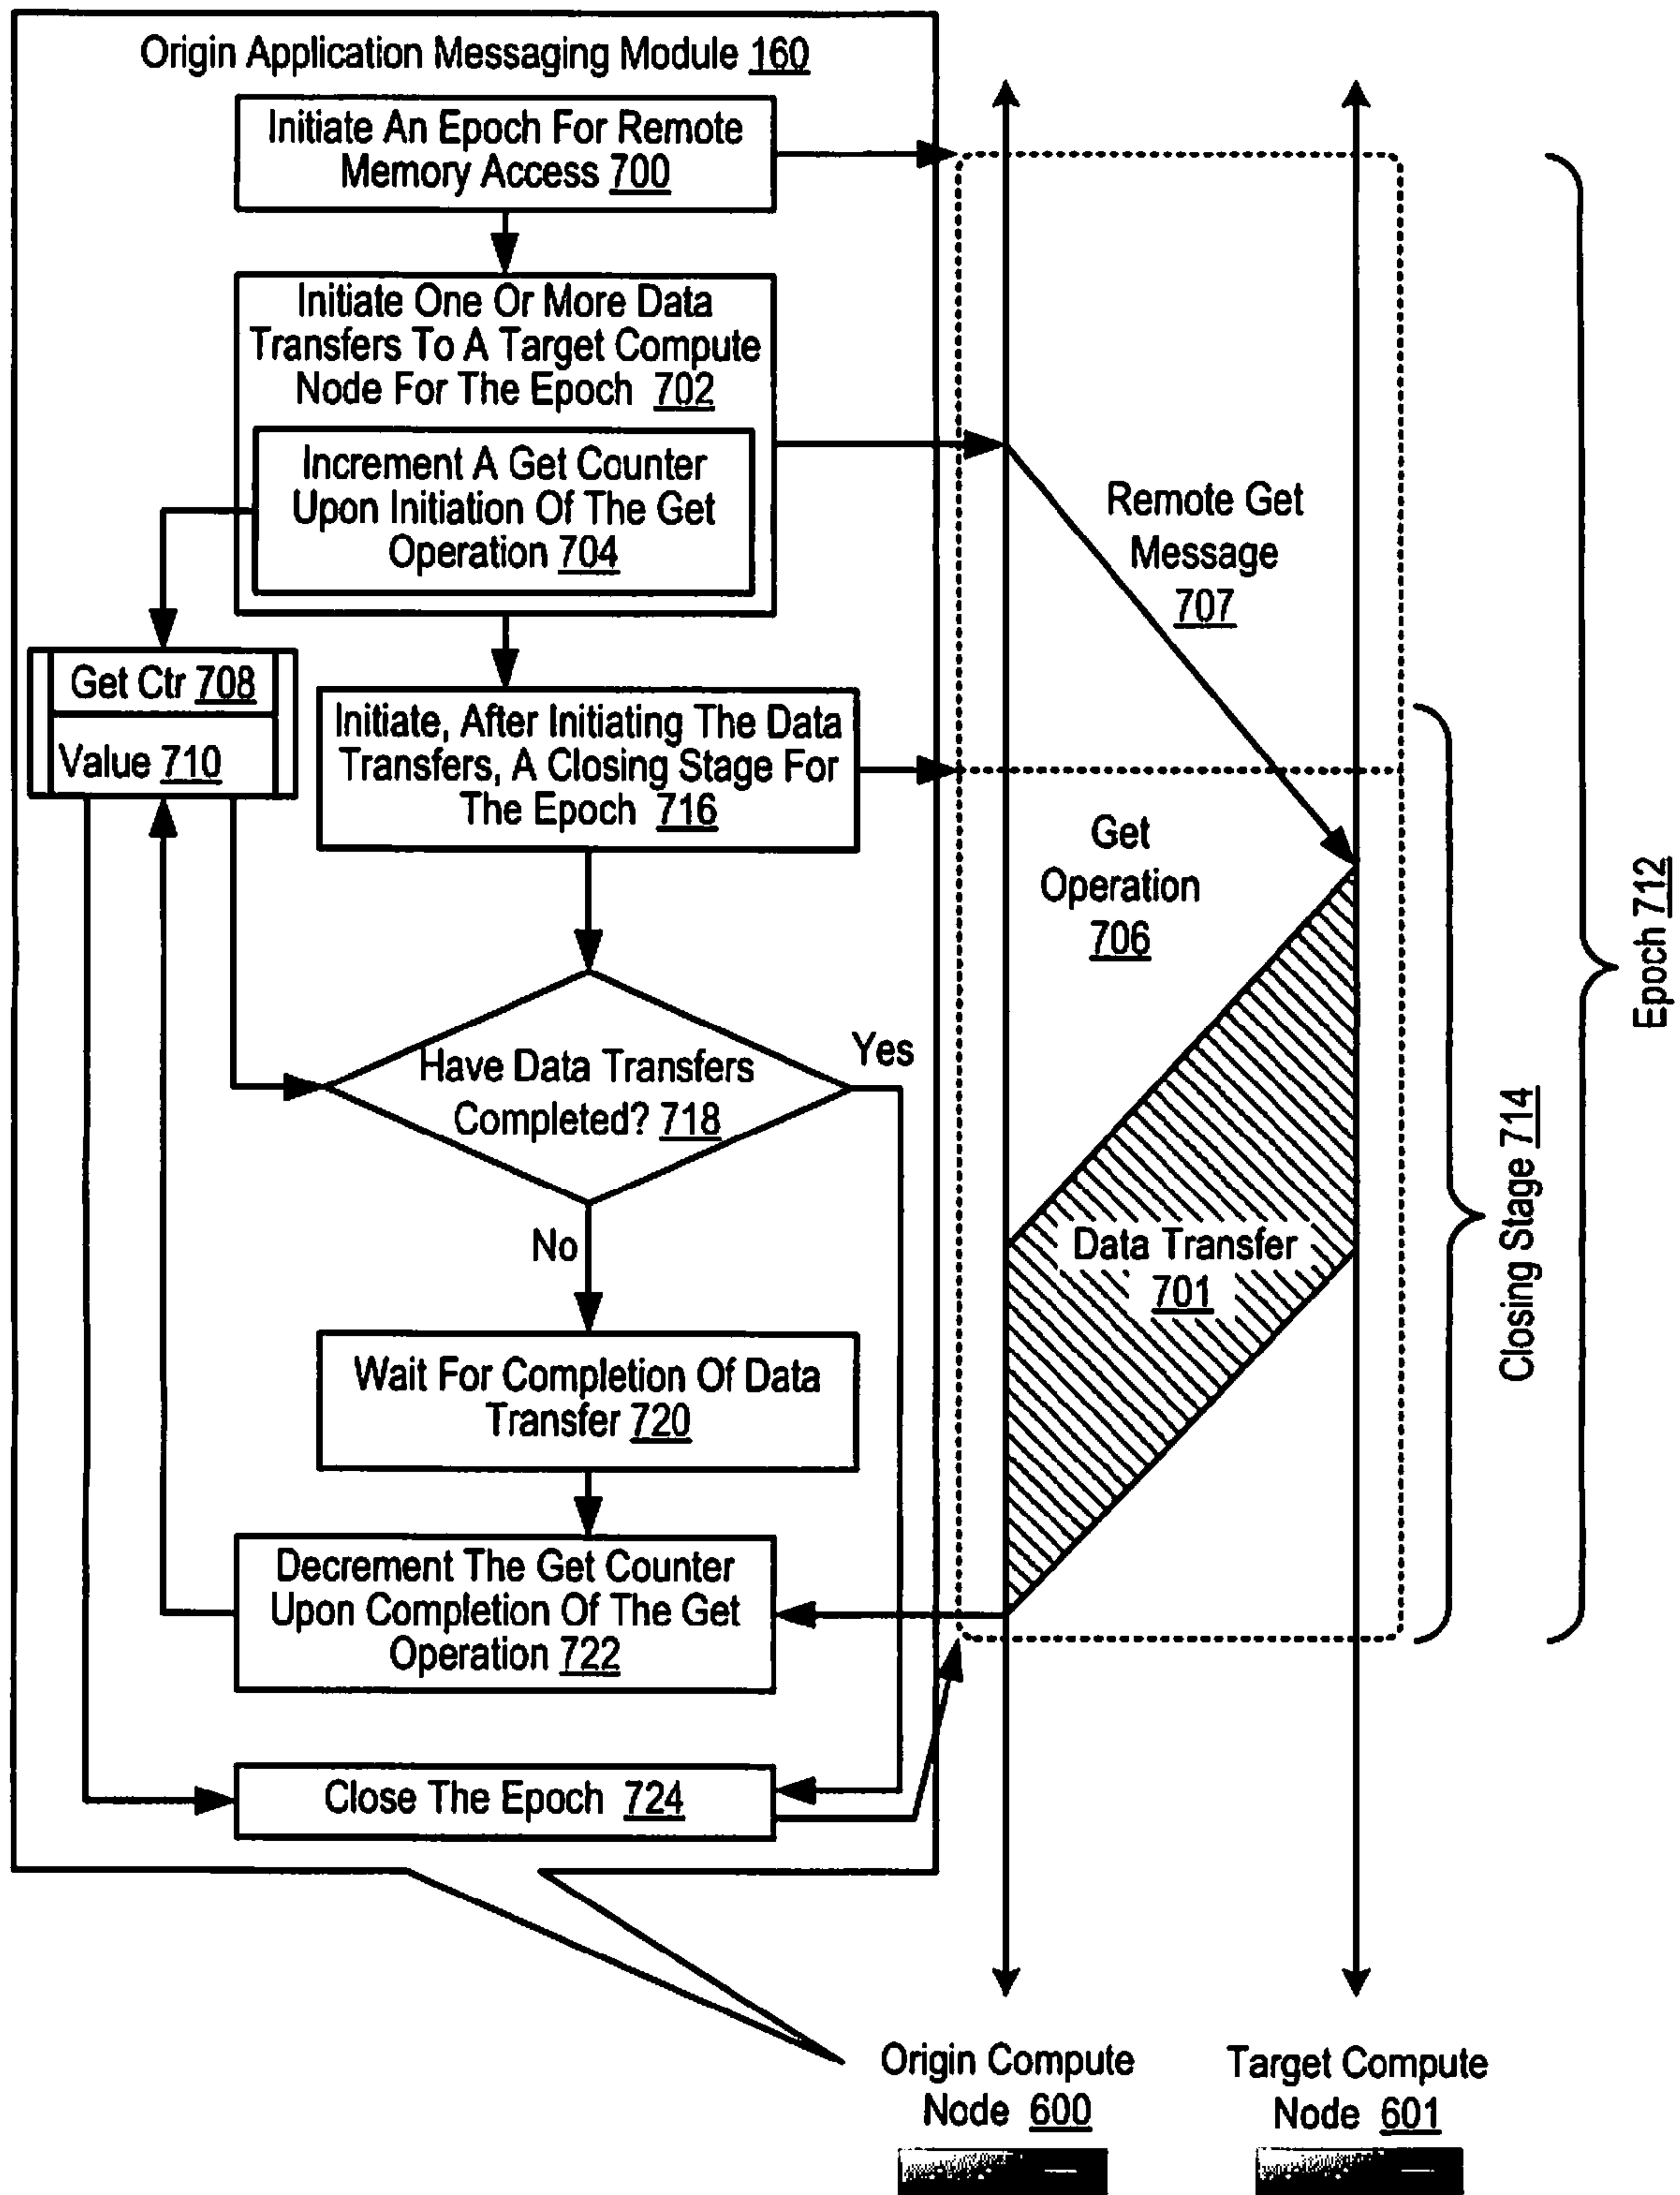 Origin Application Messaging Module 160
Initiate An Epoch For Remote
Memory Access 700
Initiate One Or More Data
Transfers To A Target Compute
Node For The Epoch 702
Increment A Get Counter
Upon Initiation Of The Get
Operation 704
Remote Get
Message
707
Get Ctr 708
Value 710
Initiate, After Initiating The Data
Transfers, A Closing Stage For
The Epoch 716
Get
Operation
706
Have Data Transfers
Completed? 718
Yes
No
Data Transfer
701
Wait For Completion Of Data
Transfer 720
Decrement The Get Counter
Upon Completion Of The Get
Operation 722
Close The Epoch 724
Closing Stage 714
Epoch 712
Origin Compute
Node 600
Target Compute
Node 601